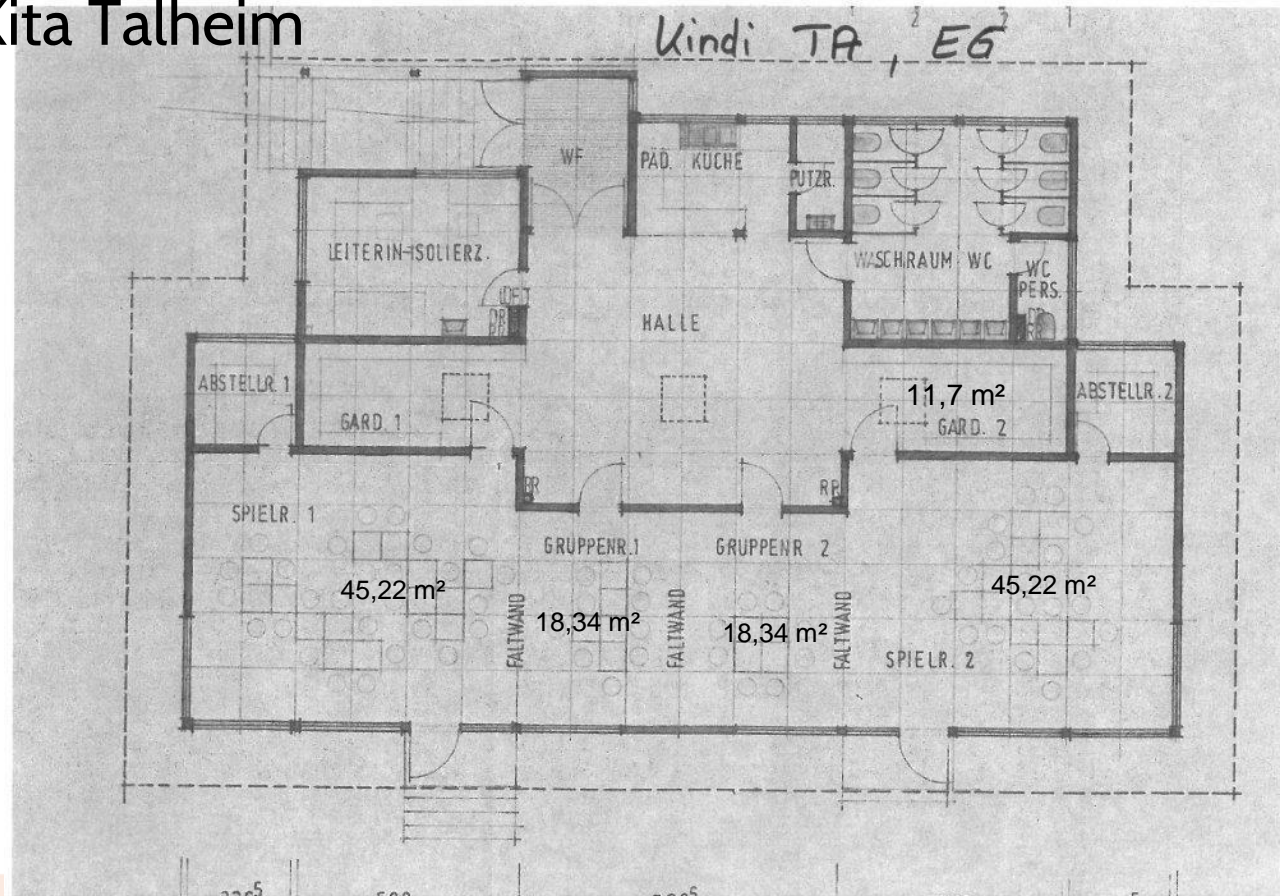 Kita Talheim
Kindi TA, EG
WF
PÄD. KÜCHE
PUTZR.
LEITERIN-ISOLIERZ.
WASCHRAUM WC
WC
PERS.
DR
HALLE
ABSTELLR. 1
GARD. 1
11,7 m²
GARD. 2
ABSTELLR. 2
RR
SPIELR. 1
GRUPPENR.1
GRUPPENR 2
45,22 m²
18,34 m²
18,34 m²
45,22 m²
FALTWAND
FALTWAND
FALTWAND
SPIELR. 2